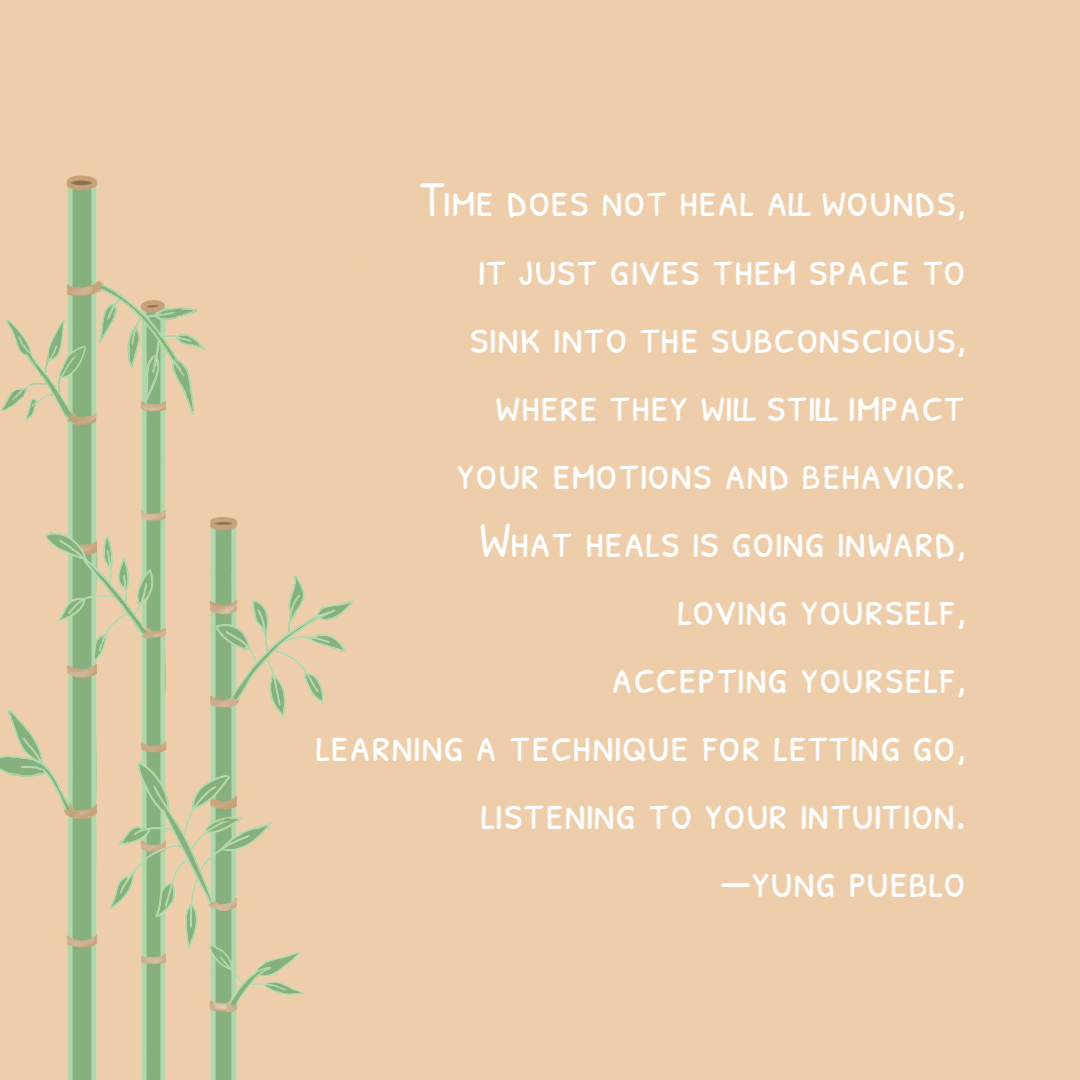 Time does not heal all wounds,
it just gives them space to
sink into the subconscious,
where they will still impact
your emotions and behavior.
What heals is going inward,
loving yourself,
accepting yourself,
learning a technique for letting go,
listening to your intuition.
—yung pueblo